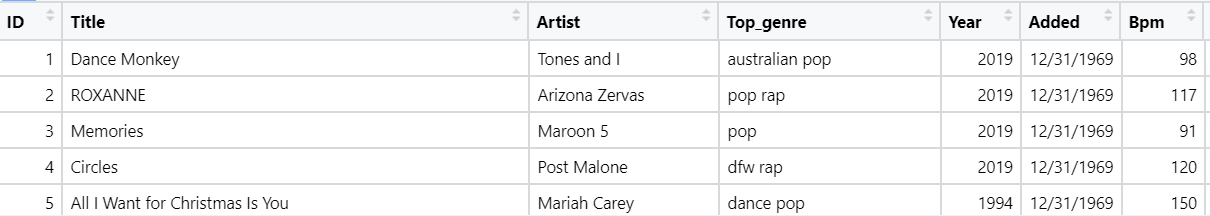 ID Title Artist Top_genre Year Added Bpm
1 Dance Monkey Tones and I australian pop 2019 12/31/1969 98
2 ROXANNE Arizona Zervas pop rap 2019 12/31/1969 117
3 Memories Maroon 5 pop 2019 12/31/1969 91
4 Circles Post Malone dfw rap 2019 12/31/1969 120
5 All I Want for Christmas Is You Mariah Carey dance pop 1994 12/31/1969 150